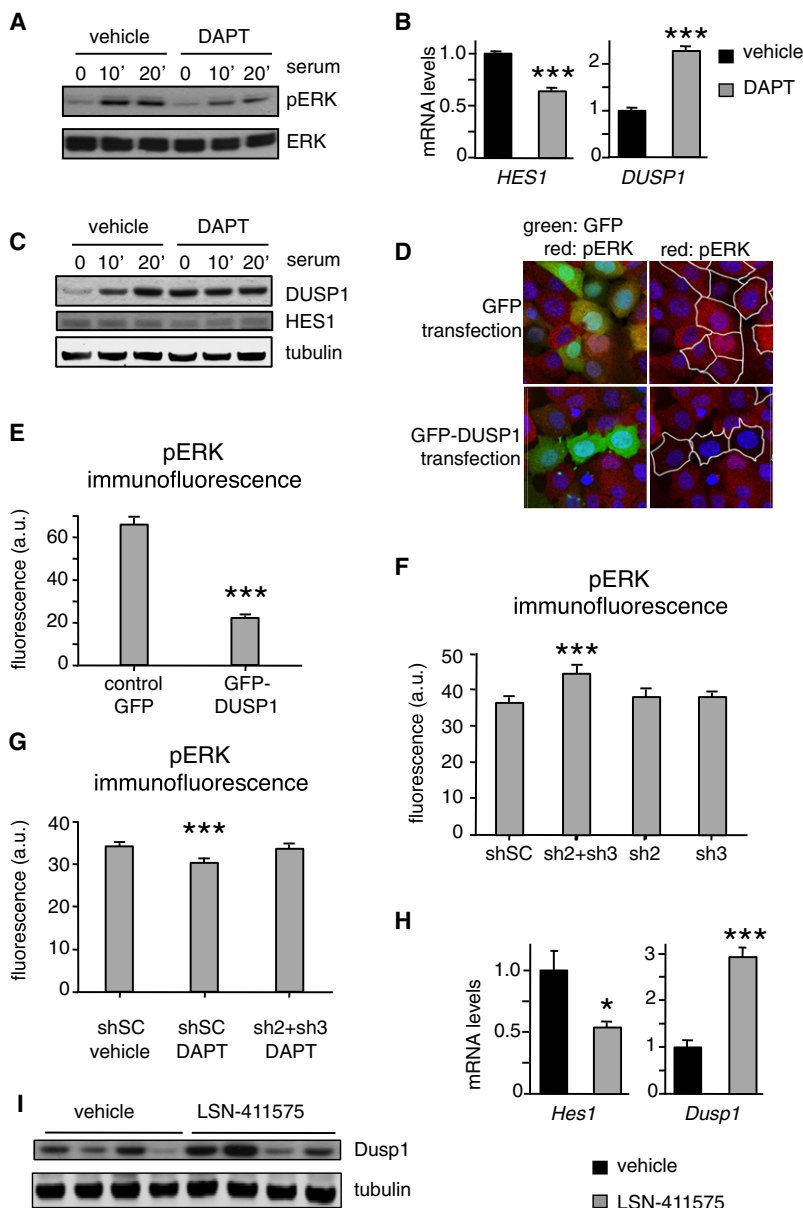 A
vehicle DAPT
0 10' 20' 0 10' 20' serum
pERK
ERK
B
mRNA levels
1.0
0.5
0
***
HES1
2
1
0
***
DUSP1
vehicle
DAPT
C
vehicle DAPT
0 10' 20' 0 10' 20' serum
DUSP1
HES1
tubulin
D
green: GFP
red: pERK red: pERK
GFP
transfection
GFP-DUSP1
transfection
E
pERK
immunofluorescence
fluorescence (a.u.)
60
40
20
0
***
control
GFP
GFP-
DUSP1
F
pERK
immunofluorescence
fluorescence (a.u.)
50
40
30
20
10
0
***
shSC sh2+sh3 sh2 sh3
G
pERK
immunofluorescence
fluorescence (a.u.)
40
30
30
10
0
***
shSC
vehicle
shSC
DAPT
sh2+sh3
DAPT
H
mRNA levels
1.0
0.5
0
*
Hes1
3
2
1
0
***
Dusp1
vehicle
LSN-411575
I
vehicle LSN-411575
Dusp1
tubulin